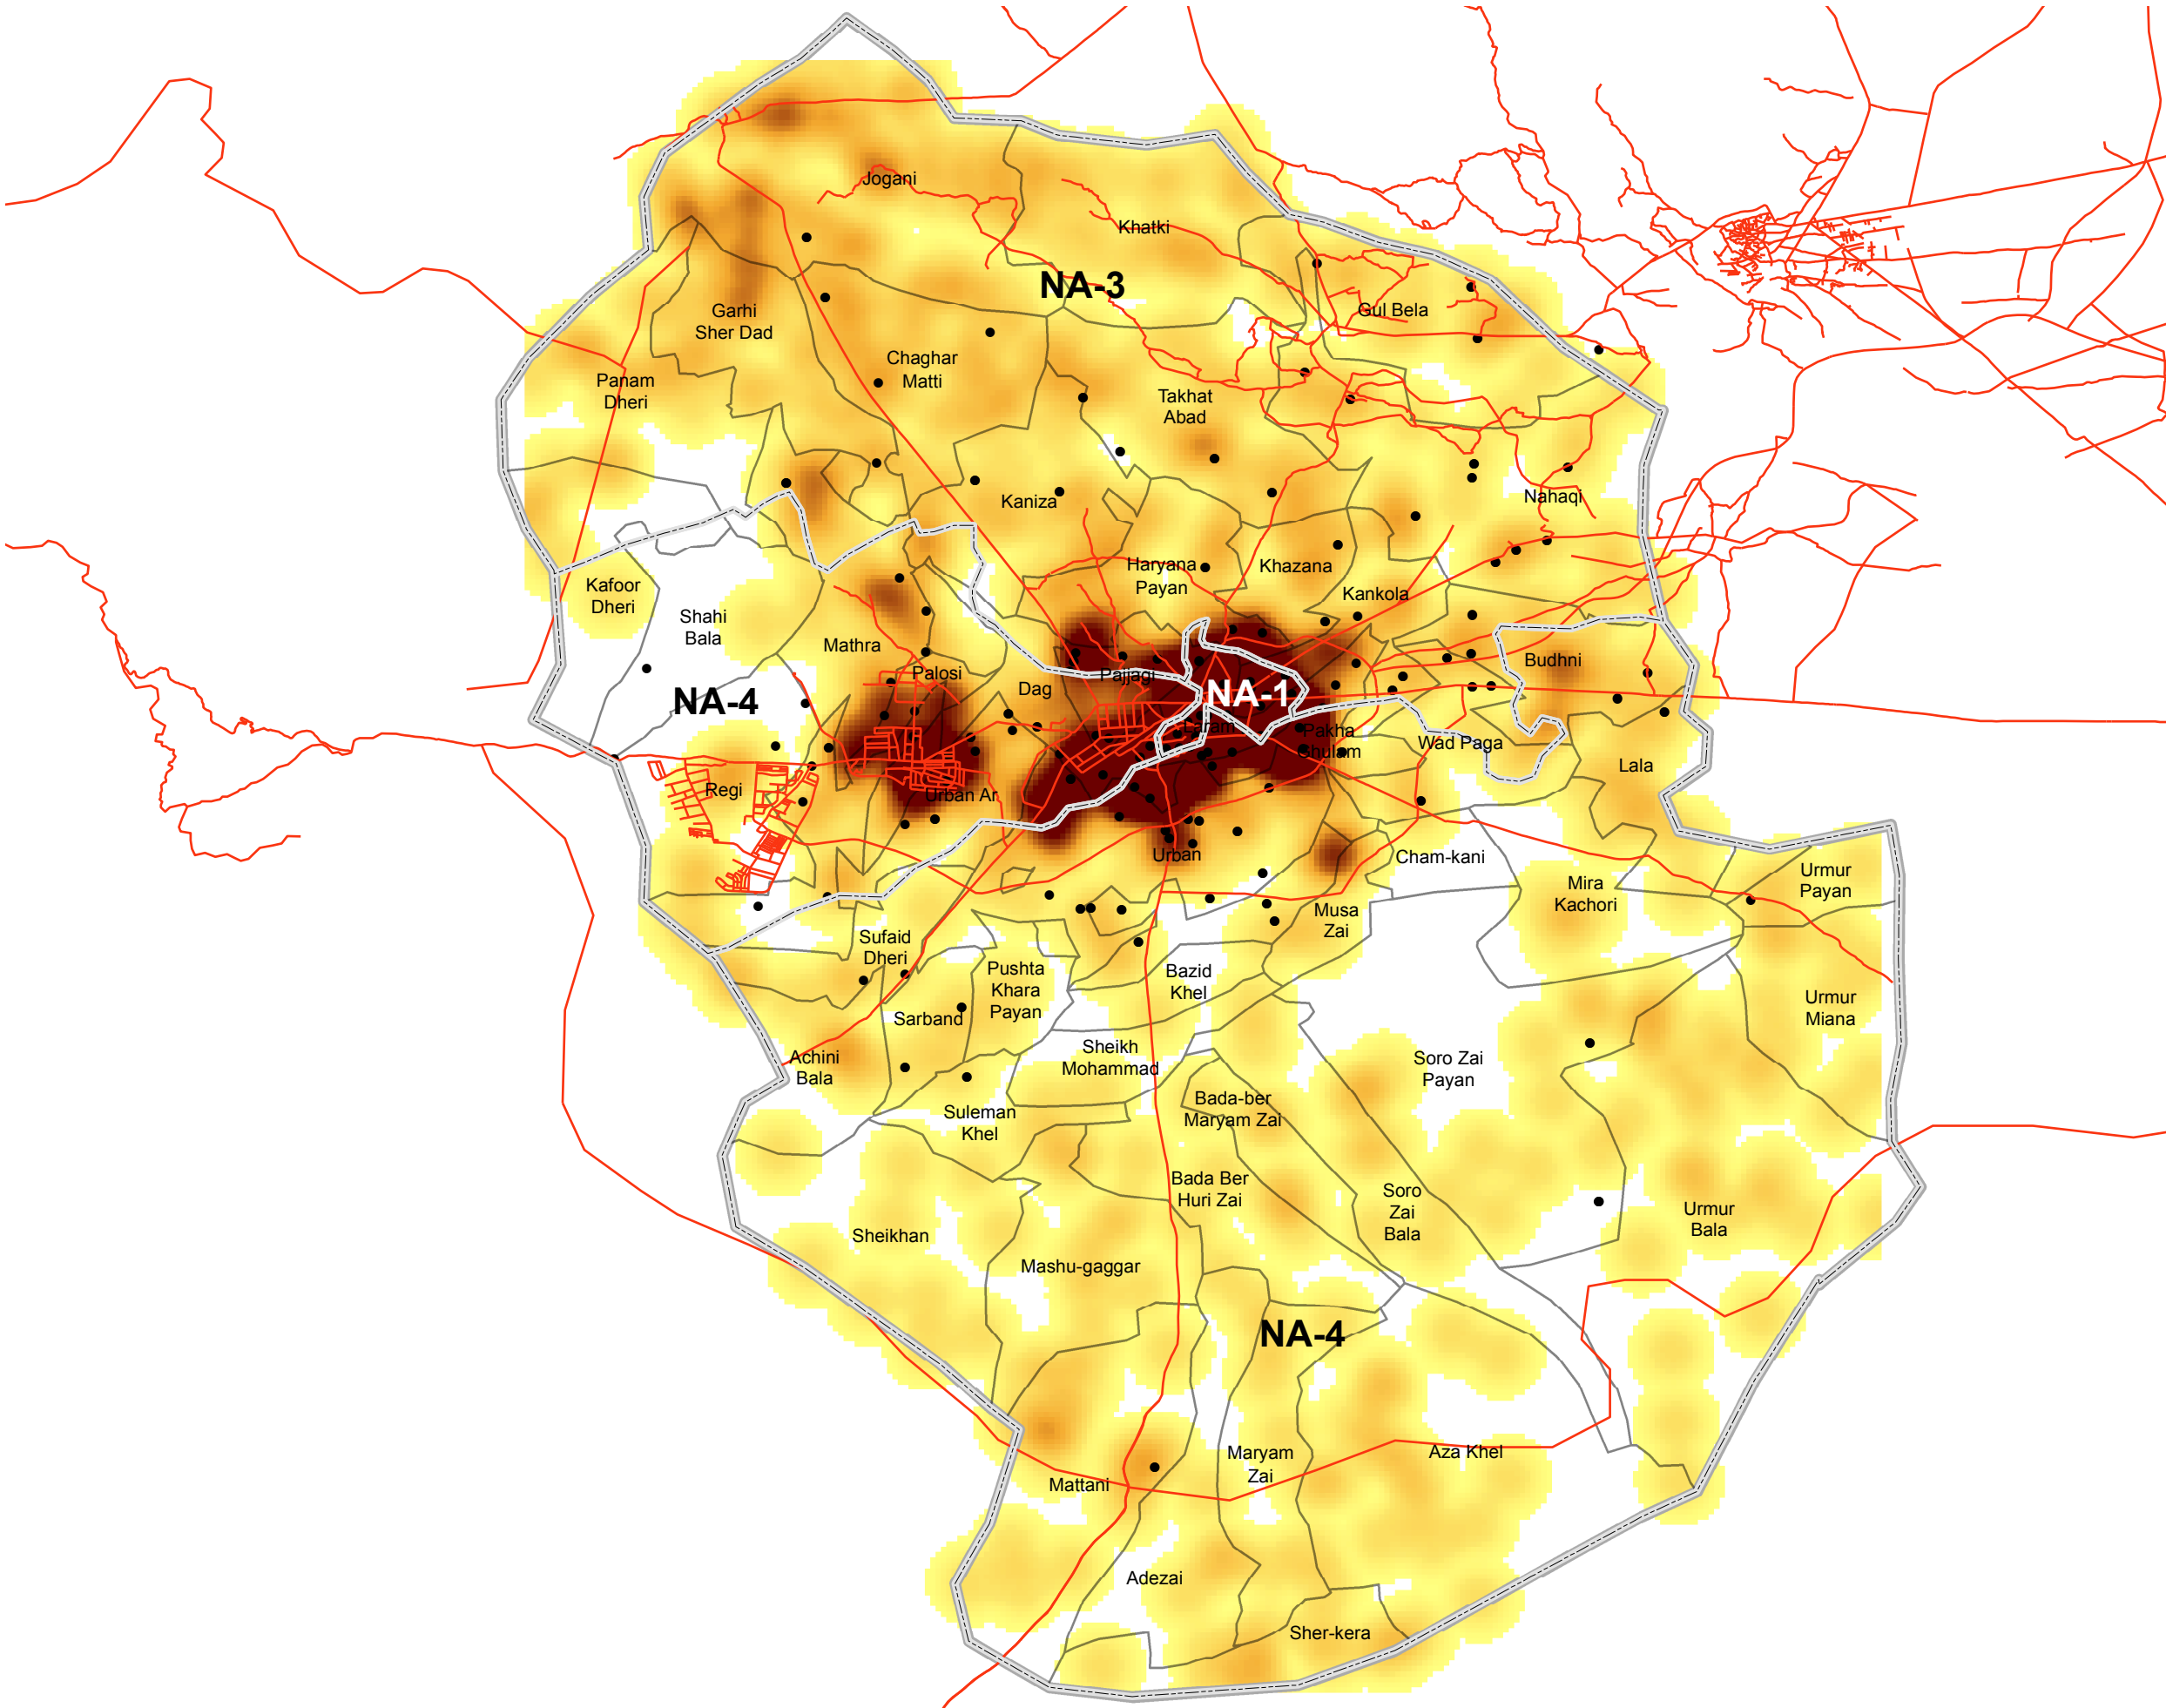 Jogani
Khatki
NA-3
Gul Bela
Garhi
Sher Dad
Chaghar
Matti
Panam
Dheri
Takhat
Abad
Kaniza
Nahaqi
Haryana
Payan
Khazana
Kankola
Kafoor
Dheri
Shahi
Bala
Mathra
Palosi
Dag
Pajjagi
Budhni
NA-4
NA-1
Pakha
Ghulam
Wad Paga
Lala
Regi
Urban Ar
Urban
Cham-kani
Mira
Kachori
Urmur
Payan
Musa
Zai
Sufaid
Dheri
Pushta
Khara
Payan
Bazid
Khel
Urmur
Miana
Sarband
Achini
Bala
Sheikh
Mohammad
Soro Zai
Payan
Suleman
Khel
Bada-ber
Maryam Zai
Bada Ber
Huri Zai
Soro
Zai
Bala
Urmur
Bala
Sheikhan
Mashu-gaggar
NA-4
Maryam
Zai
Aza Khel
Mattani
Adezai
Sher-kera